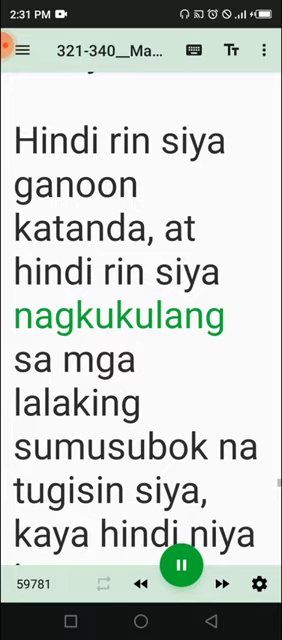 2:31 PM
321-340__Ma...
TT
Hindi rin siya
ganoon
katanda, at
hindi rin siya
nagkukulang
sa mga
lalaking
sumusubok na
tugisin siya,
kaya hindi niya
59781